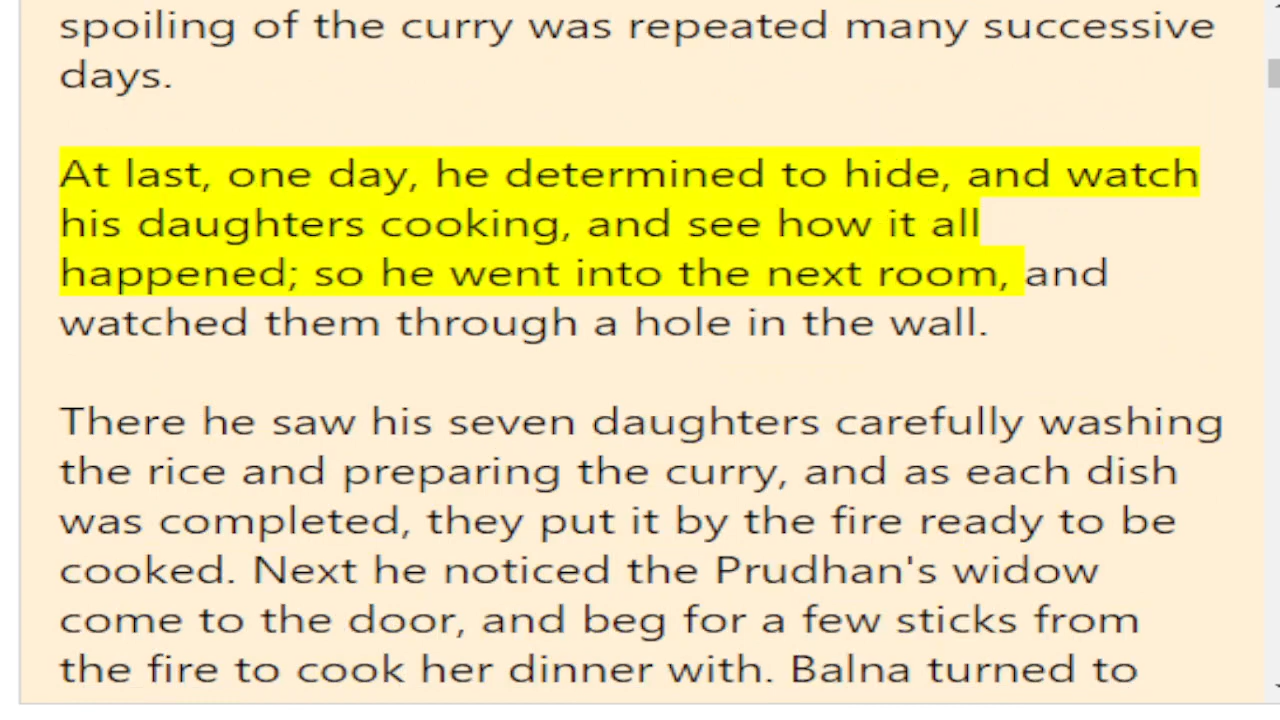 spoiling of the curry was repeated many successive
days.
At last, one day, he determined to hide, and watch
his daughters cooking, and see how it all
happened; so he went into the next room, and
watched them through a hole in the wall.
There he saw his seven daughters carefully washing
the rice and preparing the curry, and as each dish
was completed, they put it by the fire ready to be
cooked. Next he noticed the Prudhan's widow
come to the door, and beg for a few sticks from
the fire to cook her dinner with. Balna turned to